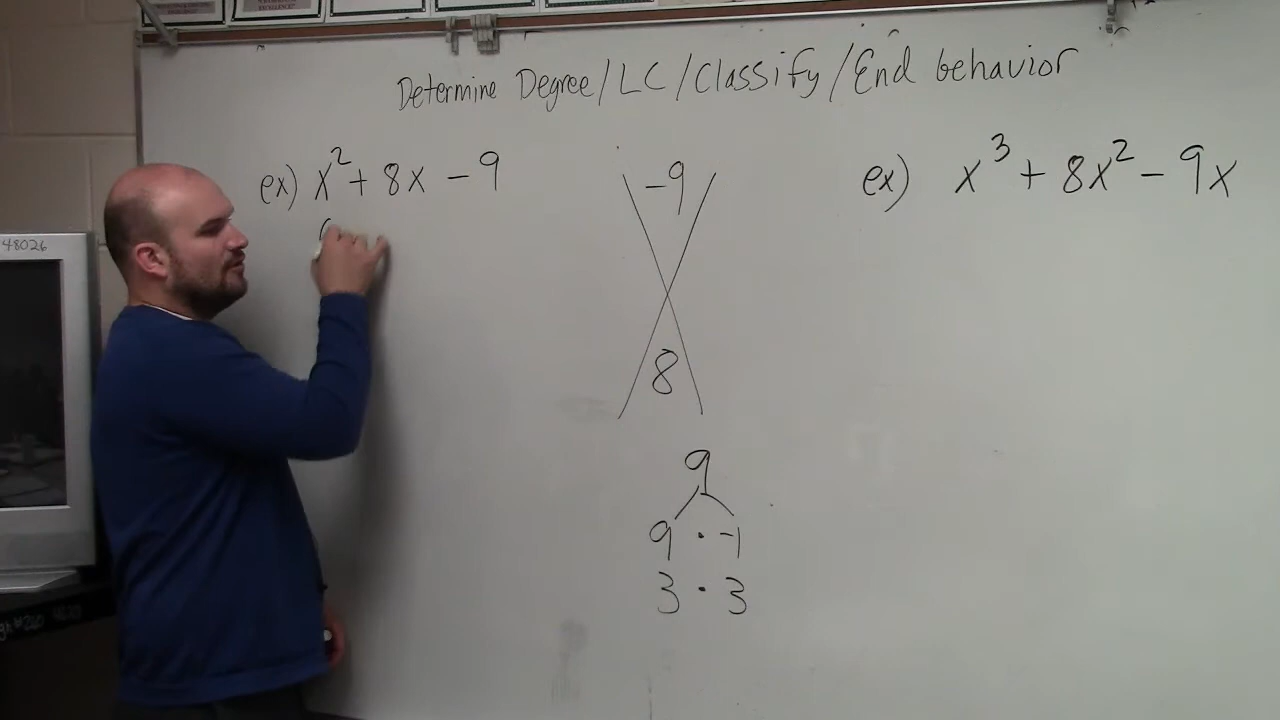 Determine Degree/LC/Classify/End behavior
ex) x² + 8x - 9
-9
8
9
9 · -1
3 · 3
ex) x³ + 8x² - 9x
48026